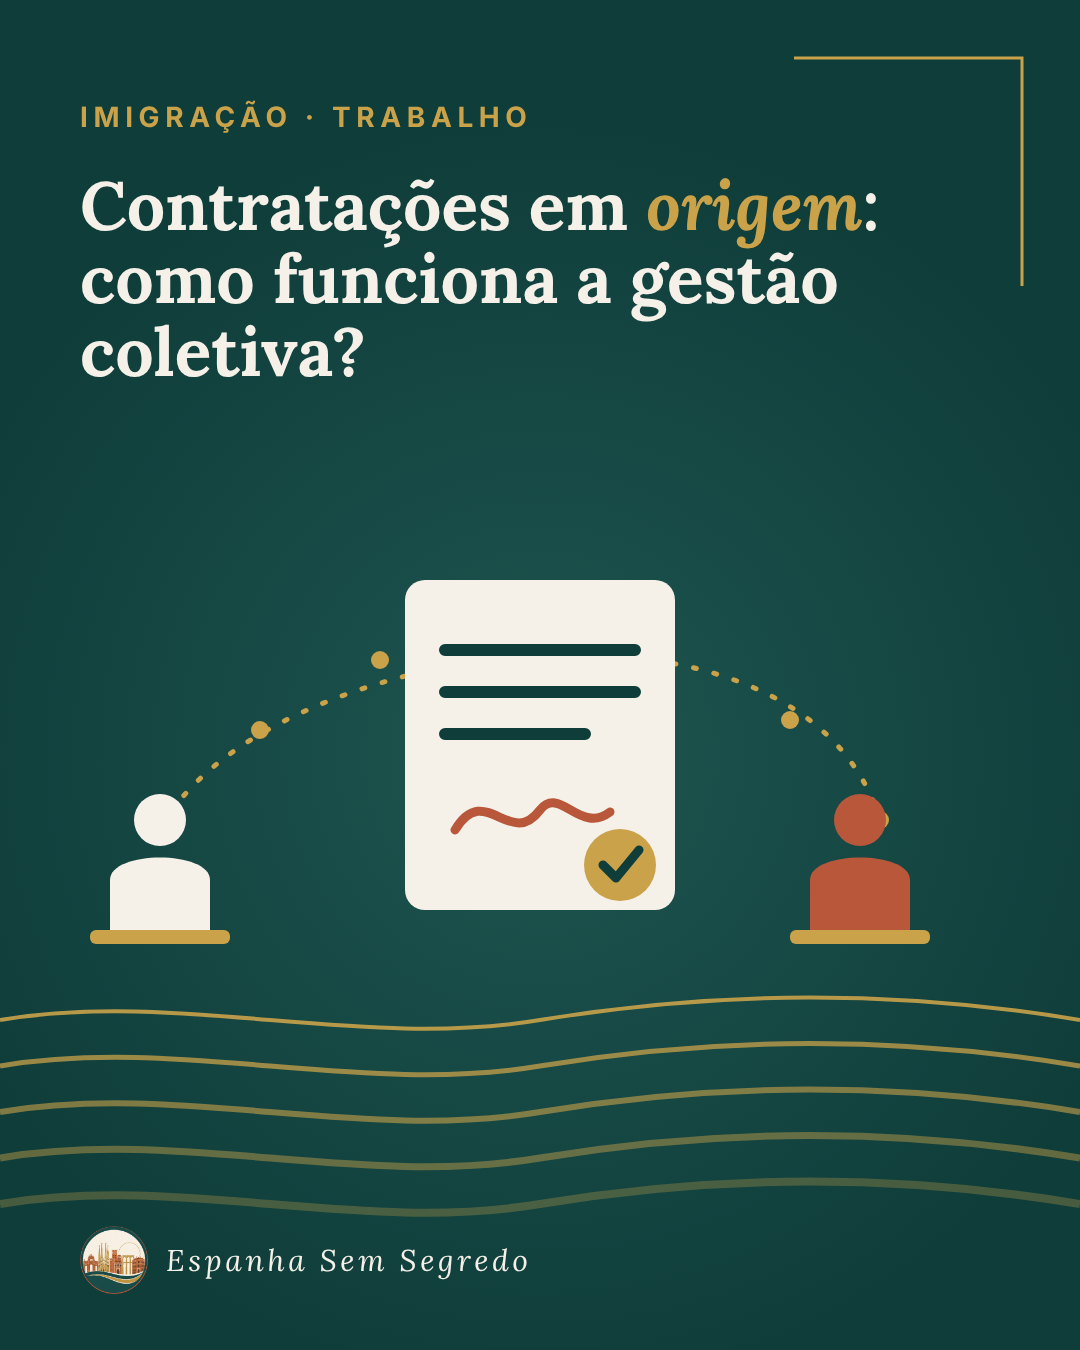 IMIGRAÇÃO · TRABALHO
Contratações em origem:
como funciona a gestão
coletiva?
Espanha Sem Segredo